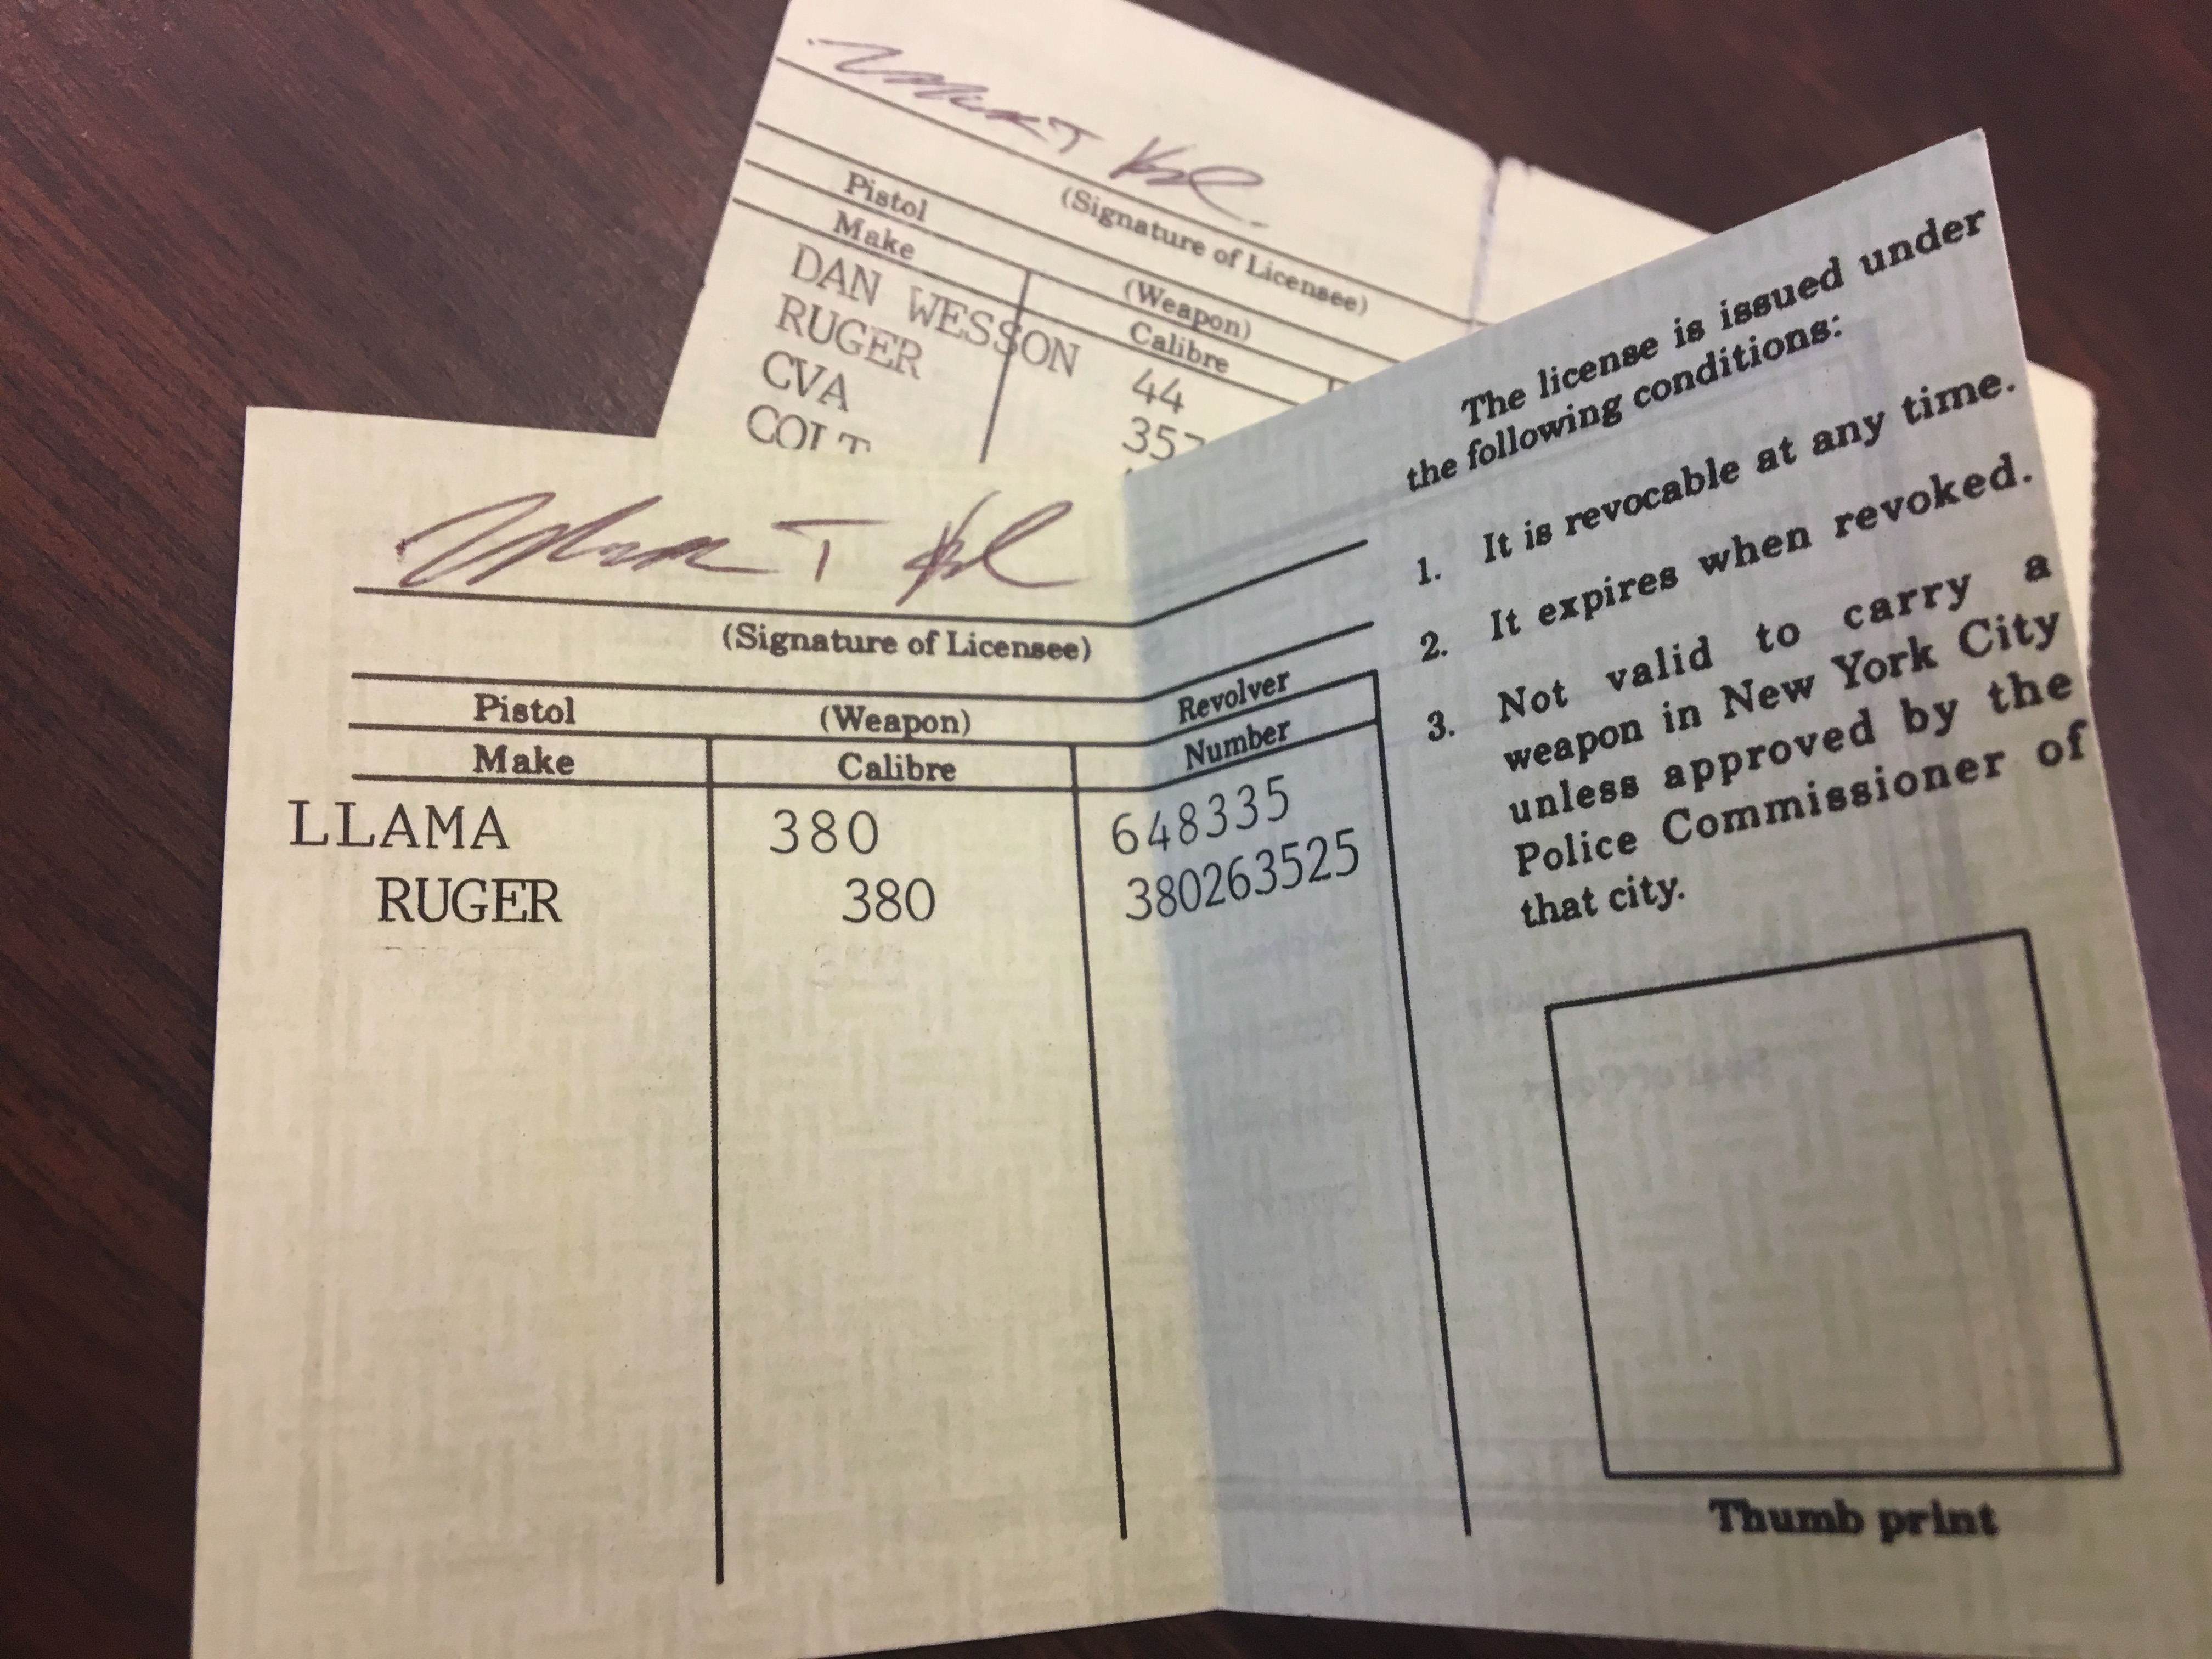 (Signature of Licensee)
Pistol (Weapon)
Make Calibre
DAN WESSON 44
RUGER 357
CVA
COLT
(Signature of Licensee)
Pistol (Weapon) Revolver
Make Calibre Number
LLAMA 380 648335
RUGER 380 380263525
The license is issued under
the following conditions:
1. It is revocable at any time.
2. It expires when revoked.
3. Not valid to carry a
weapon in New York City
unless approved by the
Police Commissioner of
that city.
Thumb print